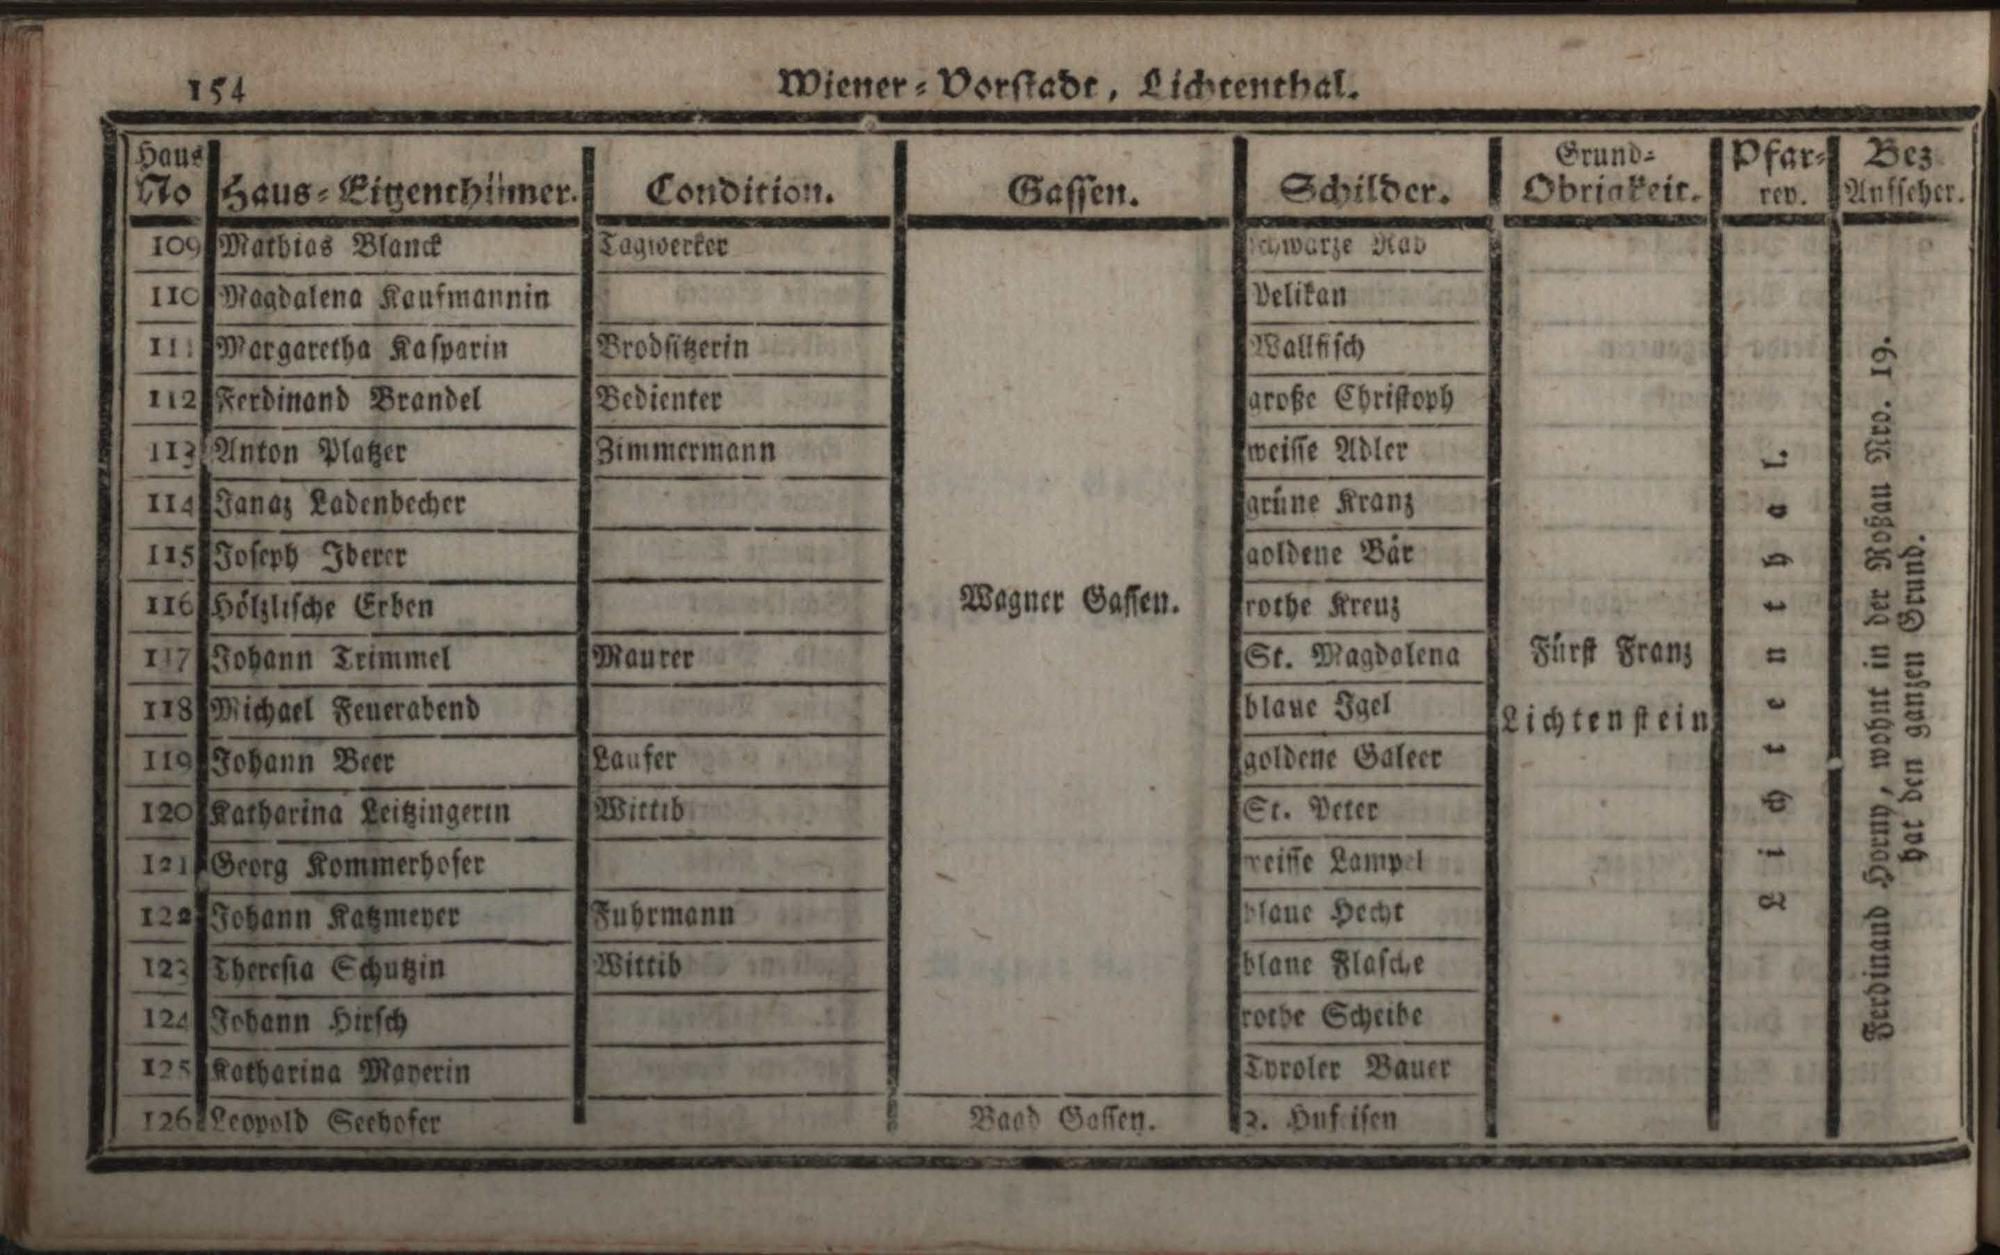 154 Wiener-Vorstadt, Lichtenthal.
Haus No Haus-Eigenthümer. Condition. Gassen. Schilder. Grund-Obrigkeit. Pfar-rey. Bez Aufseher.
109 Mathias Blanck Tagwerker schwarze Rab
110 Magdalena Kaufmannin Pelikan
111 Margaretha Kasparin Brodsitzerin Wallfisch
112 Ferdinand Brandel Bedienter große Christoph
113 Anton Platzer Zimmermann weisse Adler
114 Ignaz Ladenbecher grüne Kranz
115 Joseph Iberer goldene Bär
116 Hölzlische Erben Wagner Gassen. rothe Kreuz
117 Johann Trimmel Maurer St. Magdalena Fürst Franz
118 Michael Feuerabend blaue Igel Lichtenstein
119 Johann Beer Laufer goldene Galeer
120 Katharina Leitzingerin Wittib St. Peter
121 Georg Kommerhofer weisse Lampel
122 Johann Katzmeyer Fuhrmann blaue Hecht
123 Theresia Schutzin Wittib blaue Flasche
124 Johann Hirsch rothe Scheibe
125 Katharina Mayerin Tyroler Bauer
126 Leopold Seehofer Baad Gassen. 2. Hufeisen
Lichtenthal.
Ferdinand Horny, wohnt in der Roßau Nro. 19.
hat den ganzen Grund.